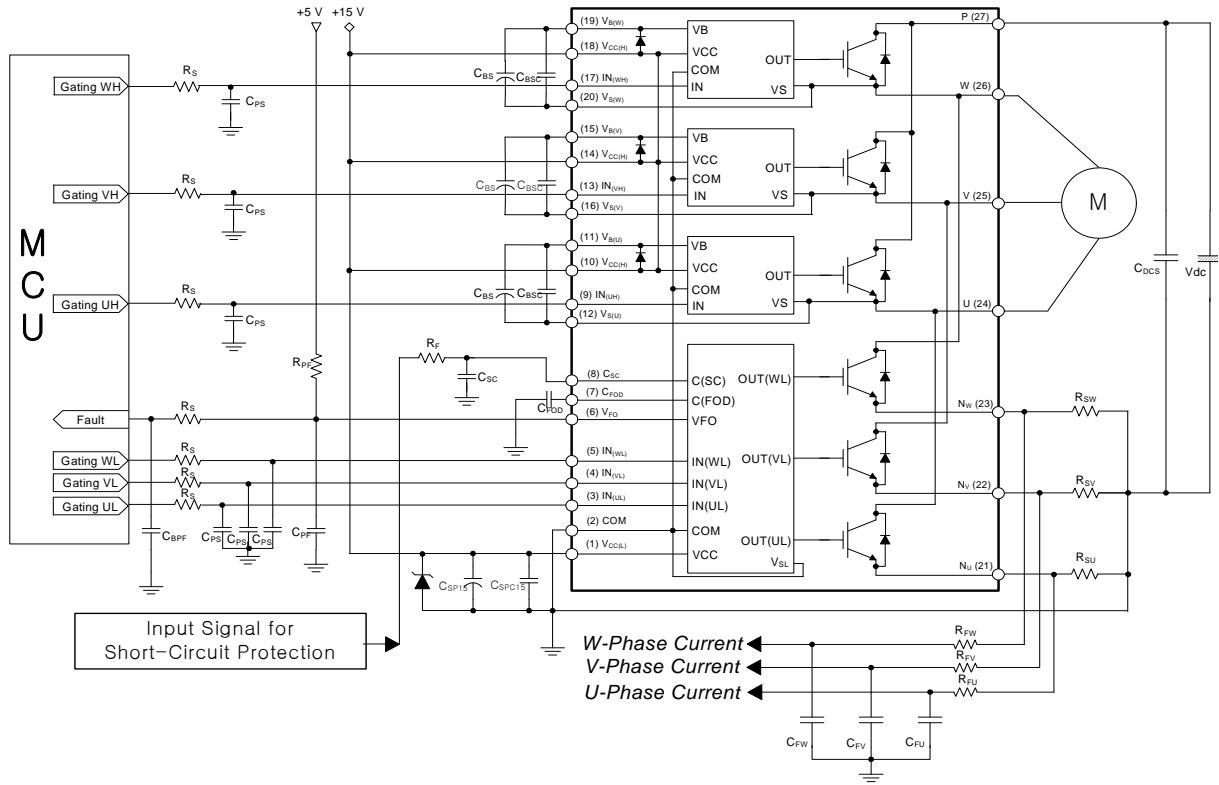 +5 V
+15 V
MCU
Gating WH
Gating VH
Gating UH
Fault
Gating WL
Gating VL
Gating UL
RS
CPS
RS
CPS
RS
CPS
RPF
RF
CSC
CFOD
RS
RS
RS
RS
CBPF
CPS
CPS
CPS
CPF
CSP15
CSPC15
CBS
CBSC
CBS
CBSC
CBS
CBSC
(19) VB(W)
(18) VCC(H)
(17) IN(WH)
(20) VS(W)
VB
VCC
COM
IN
OUT
VS
(15) VB(V)
(14) VCC(H)
(13) IN(VH)
(16) VS(V)
VB
VCC
COM
IN
OUT
VS
(11) VB(U)
(10) VCC(H)
(9) IN(UH)
(12) VS(U)
VB
VCC
COM
IN
OUT
VS
(8) CSC
(7) CFOD
(6) VFO
(5) IN(WL)
(4) IN(VL)
(3) IN(UL)
(2) COM
(1) VCC(L)
C(SC)
C(FOD)
VFO
IN(WL)
IN(VL)
IN(UL)
COM
VCC
OUT(WL)
OUT(VL)
OUT(UL)
VSL
P (27)
W (26)
V (25)
U (24)
NW (23)
NV (22)
NU (21)
M
CDCS
Vdc
RSW
RSV
RSU
Input Signal for
Short-Circuit Protection
W-Phase Current
V-Phase Current
U-Phase Current
RFW
RFV
RFU
CFW
CFV
CFU